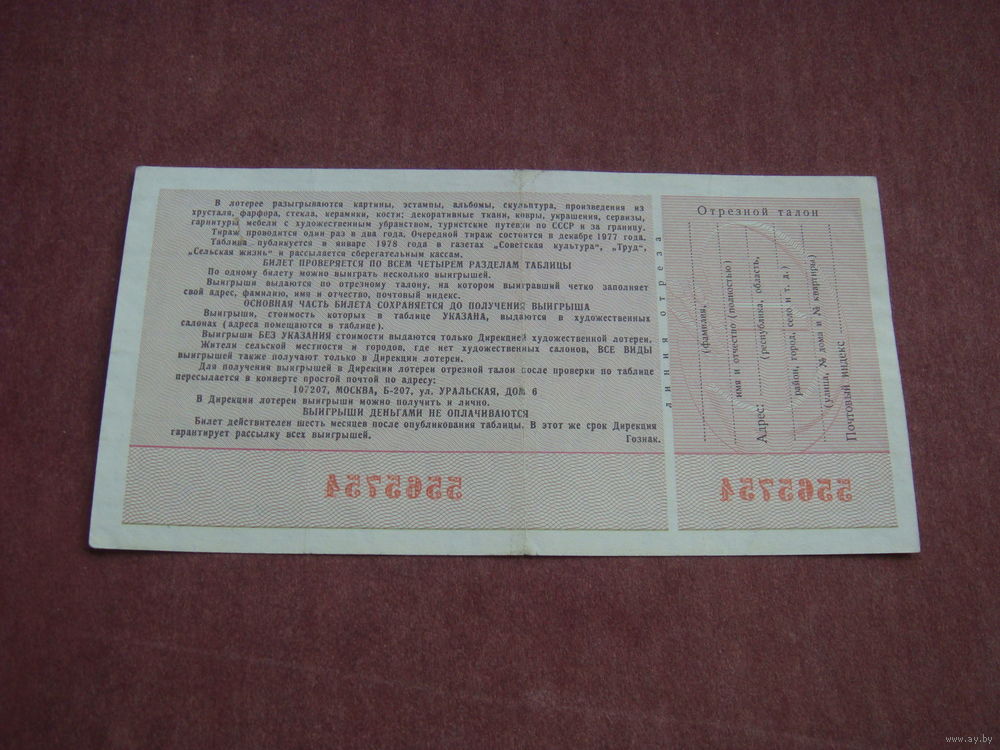 В лотерее разыгрываются картины, эстампы, альбомы, скульптура, произведения из
хрусталя, фарфора, стекла, керамики, кости; декоративные ткани, ковры, украшения, сервизы,
гарнитуры мебели с художественным убранством, туристские путевки по СССР и за границу.
Тираж проводится один раз в два года. Очередной тираж состоится в декабре 1977 года.
Таблица публикуется в январе 1978 года в газетах „Советская культура“, „Труд“,
„Сельская жизнь“ и рассылается сберегательным кассам.
БИЛЕТ ПРОВЕРЯЕТСЯ ПО ВСЕМ ЧЕТЫРЕМ РАЗДЕЛАМ ТАБЛИЦЫ
По одному билету можно выиграть несколько выигрышей.
Выигрыши выдаются по отрезному талону, на котором выигравший четко заполняет
свой адрес, фамилию, имя и отчество, почтовый индекс.
ОСНОВНАЯ ЧАСТЬ БИЛЕТА СОХРАНЯЕТСЯ ДО ПОЛУЧЕНИЯ ВЫИГРЫША
Выигрыши, стоимость которых в таблице УКАЗАНА, выдаются в художественных
салонах (адреса помещаются в таблице).
Выигрыши БЕЗ УКАЗАНИЯ стоимости выдаются только Дирекцией художественной лотереи.
Жители сельской местности и городов, где нет художественных салонов, ВСЕ ВИДЫ
выигрышей также получают только в Дирекции лотереи.
Для получения выигрышей в Дирекции лотереи отрезной талон после проверки по таблице
пересылается в конверте простой почтой по адресу:
107207, МОСКВА, Б-207, ул. УРАЛЬСКАЯ, ДОМ 6
В Дирекции лотереи выигрыши можно получить и лично.
ВЫИГРЫШИ ДЕНЬГАМИ НЕ ОПЛАЧИВАЮТСЯ
Билет действителен шесть месяцев после опубликования таблицы. В этот же срок Дирекция
гарантирует рассылку всех выигрышей. Гознак.
5565754
линия отреза
Отрезной талон
(фамилия,
имя и отчество (полностью)
Адрес:
(республика, область,
район, город, село и т. д.)
(улица, № дома и № квартиры)
Почтовый индекс
5565754
www.ay.by